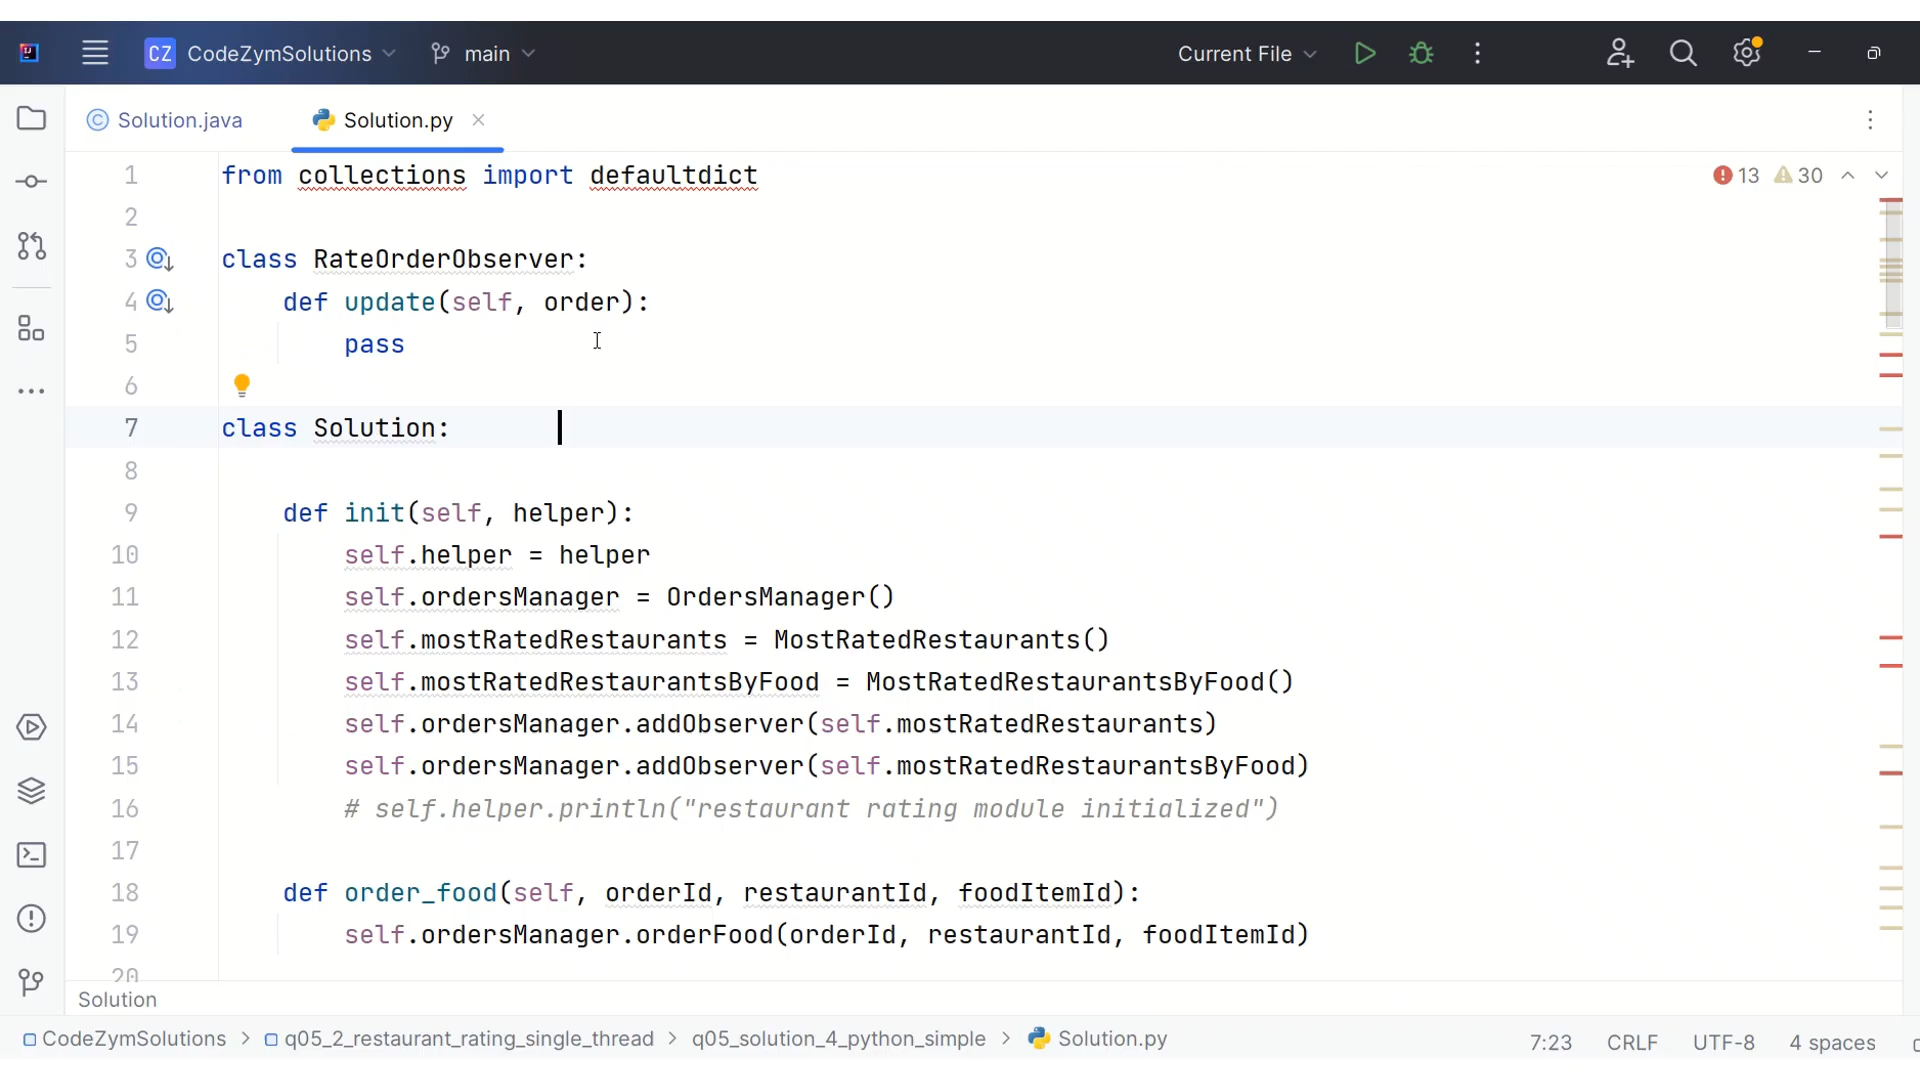 CZ CodeZymSolutions main Current File
Solution.java Solution.py
13 30
1 from collections import defaultdict
2
3 class RateOrderObserver:
4 def update(self, order):
5 pass
6
7 class Solution:
8
9 def init(self, helper):
10 self.helper = helper
11 self.ordersManager = OrdersManager()
12 self.mostRatedRestaurants = MostRatedRestaurants()
13 self.mostRatedRestaurantsByFood = MostRatedRestaurantsByFood()
14 self.ordersManager.addObserver(self.mostRatedRestaurants)
15 self.ordersManager.addObserver(self.mostRatedRestaurantsByFood)
16 # self.helper.println("restaurant rating module initialized")
17
18 def order_food(self, orderId, restaurantId, foodItemId):
19 self.ordersManager.orderFood(orderId, restaurantId, foodItemId)
20
Solution
CodeZymSolutions > q05_2_restaurant_rating_single_thread > q05_solution_4_python_simple > Solution.py 7:23 CRLF UTF-8 4 spaces